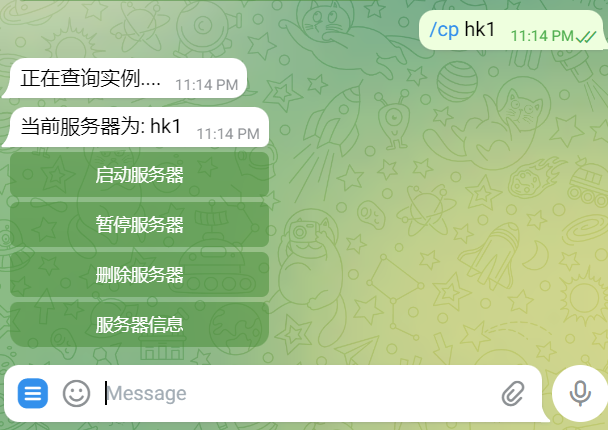 /cp hk1 11:14 PM
正在查询实例.... 11:14 PM
当前服务器为: hk1 11:14 PM
启动服务器
暂停服务器
删除服务器
服务器信息
Message